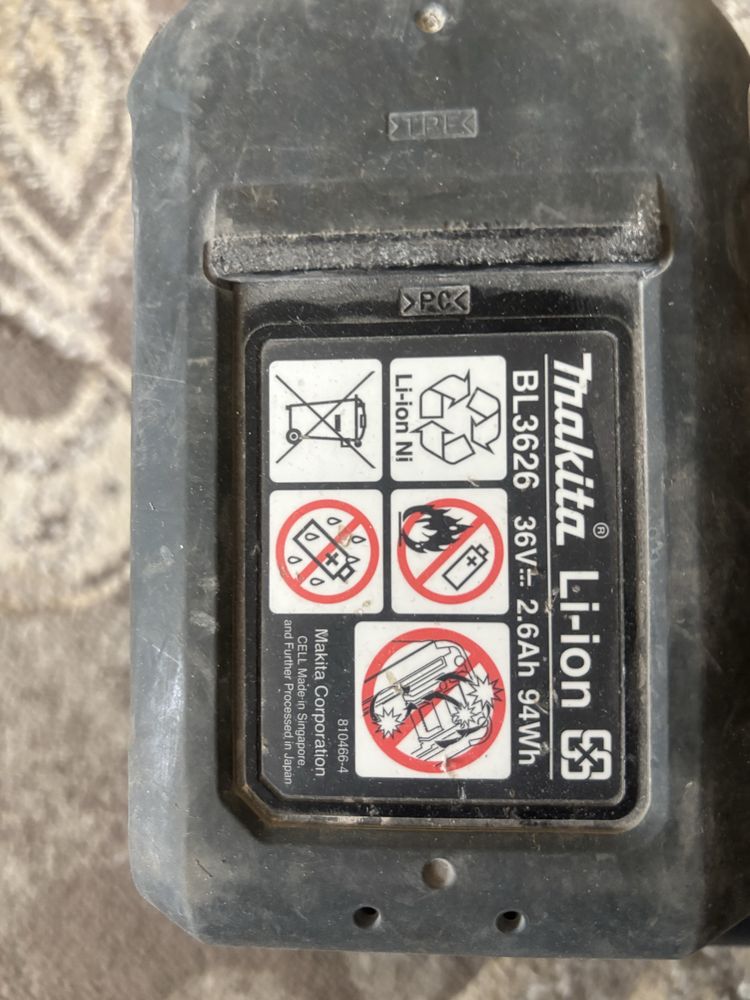 >TPE<
>PC<
makita® Li-ion
BL3626 36V⎓ 2.6Ah 94Wh
Li-ion Ni
810466-4
Makita Corporation
CELL Made in Singapore,
and Further Processed in Japan